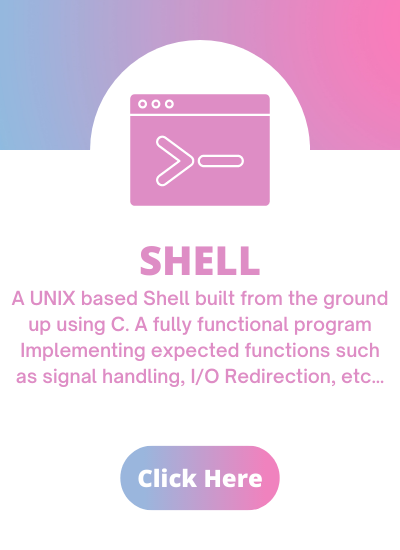 SHELL
A UNIX based Shell built from the ground
up using C. A fully functional program
Implementing expected functions such
as signal handling, I/O Redirection, etc...
Click Here